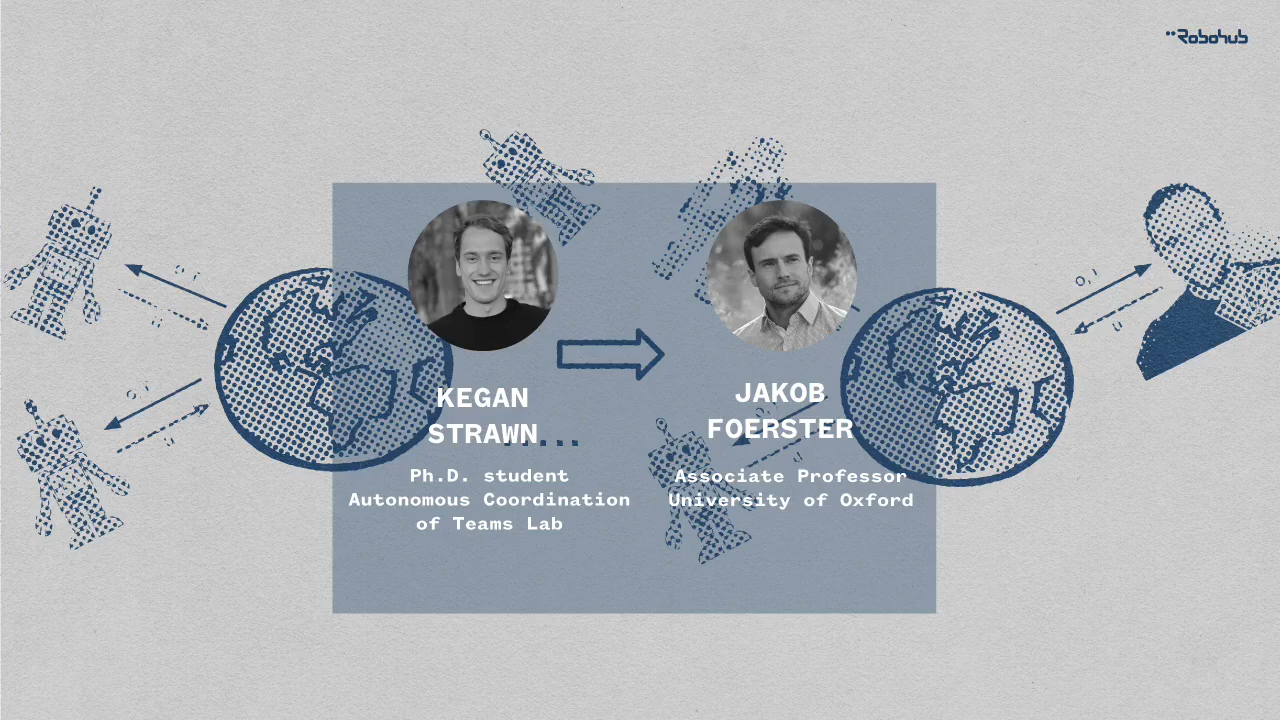 Robohub
KEGAN
STRAWN
Ph.D. student
Autonomous Coordination
of Teams Lab
JAKOB
FOERSTER
Associate Professor
University of Oxford